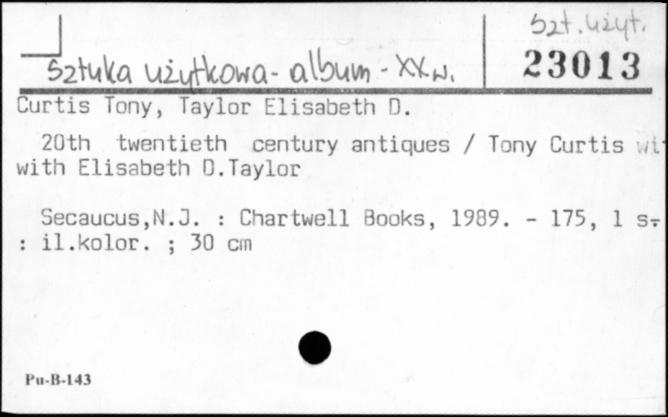 Szt. użyt.
Sztuka użytkowa - album - XX w.
23013
Curtis Tony, Taylor Elisabeth D.
20th twentieth century antiques / Tony Curtis wi
with Elisabeth D.Taylor
Secaucus,N.J. : Chartwell Books, 1989. - 175, 1 s.
: il.kolor. ; 30 cm
Pu-B-143